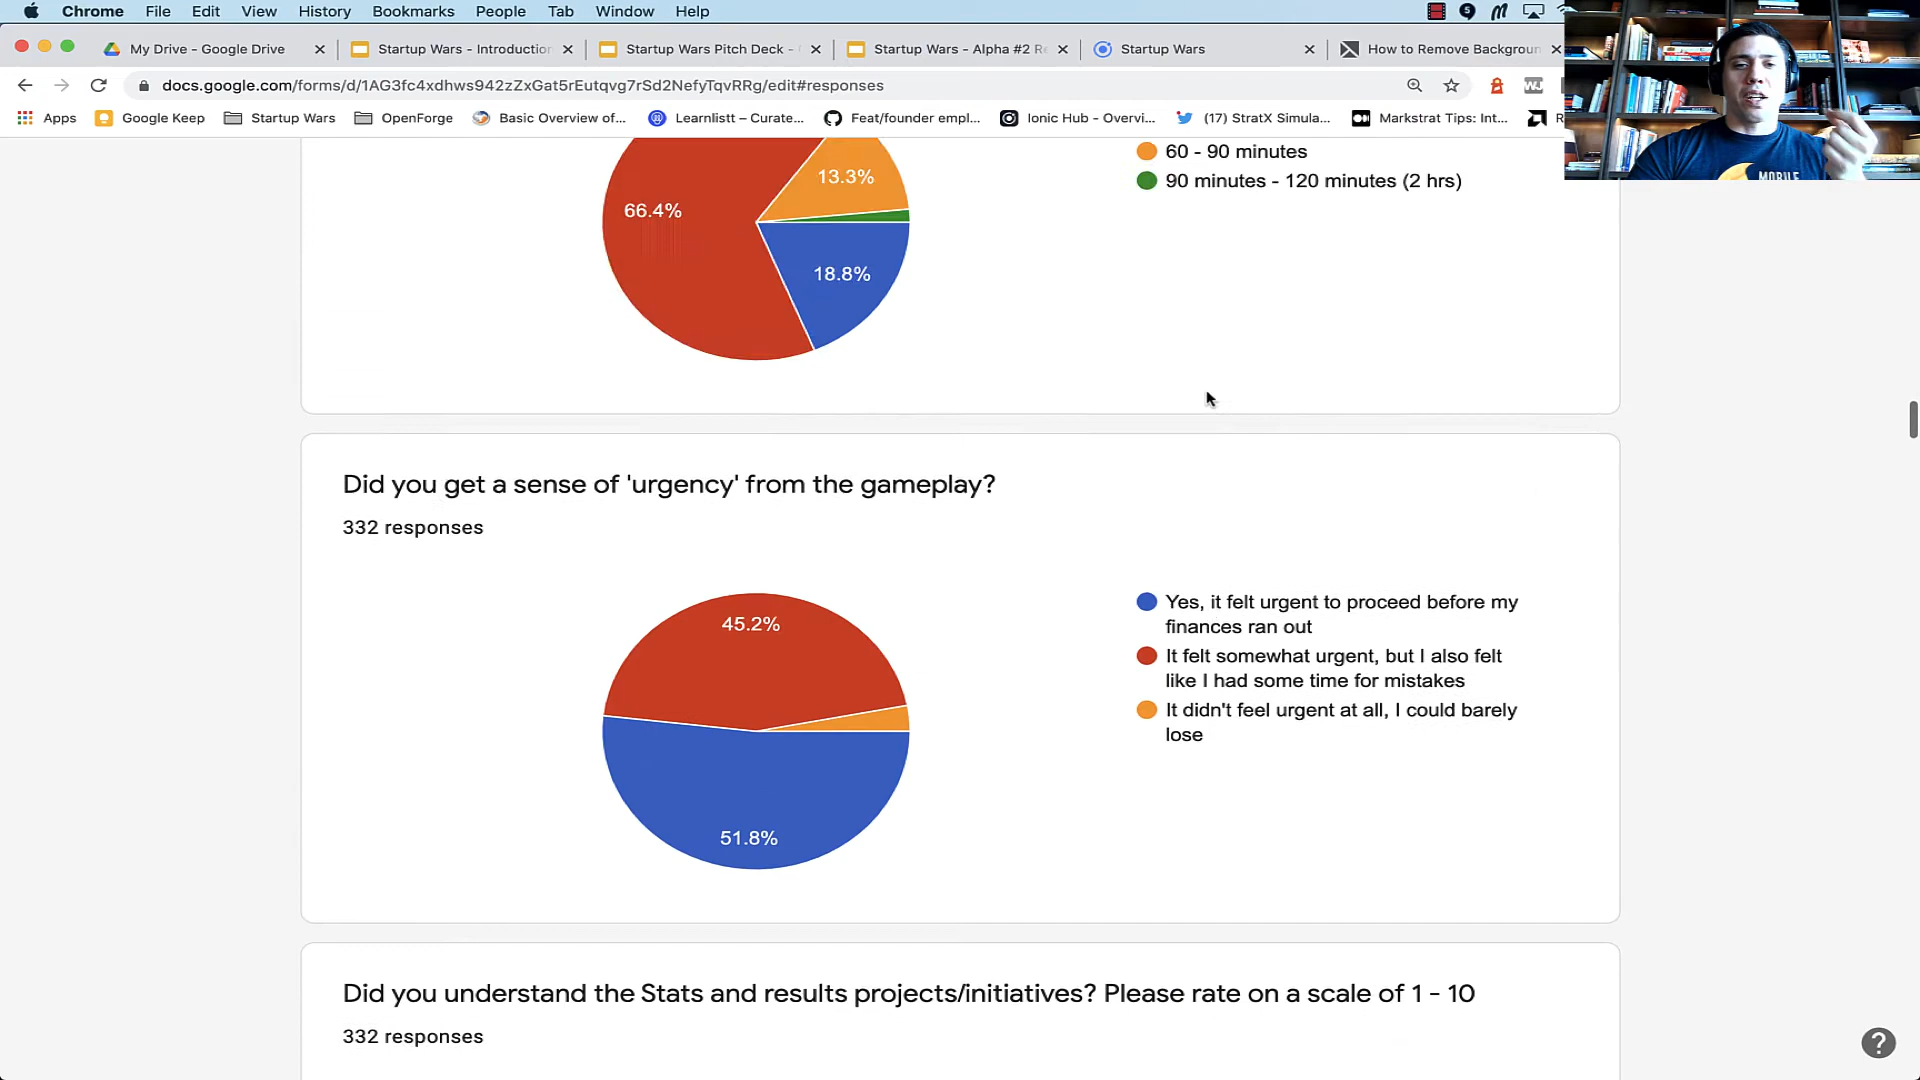 Chrome File Edit View History Bookmarks People Tab Window Help
My Drive - Google Drive
Startup Wars - Introduction
Startup Wars Pitch Deck -
Startup Wars - Alpha #2 Re
Startup Wars
How to Remove Backgroun
docs.google.com/forms/d/1AG3fc4xdhws942zZxGat5rEutqvg7rSd2NefyTqvRRg/edit#responses
Apps Google Keep Startup Wars OpenForge Basic Overview of... Learnlistt – Curate... Feat/founder empl... Ionic Hub - Overvi... (17) StratX Simula... Markstrat Tips: Int...
MOBILE
60 - 90 minutes
90 minutes - 120 minutes (2 hrs)
13.3%
66.4%
18.8%
Did you get a sense of 'urgency' from the gameplay?
332 responses
45.2%
51.8%
Yes, it felt urgent to proceed before my
finances ran out
It felt somewhat urgent, but I also felt
like I had some time for mistakes
It didn't feel urgent at all, I could barely
lose
Did you understand the Stats and results projects/initiatives? Please rate on a scale of 1 - 10
332 responses